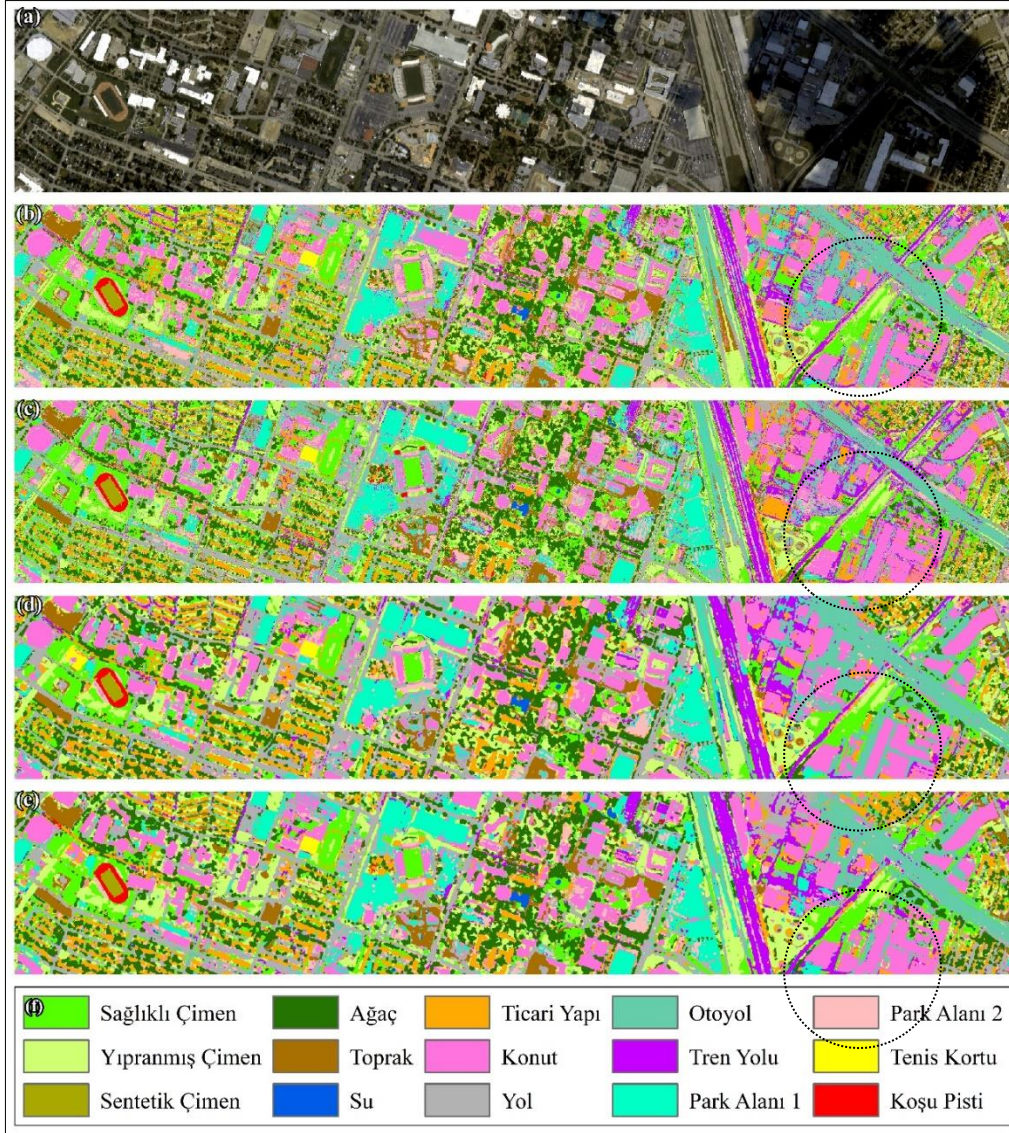 (a)
(b)
(c)
(d)
(e)
(f)
Sağlıklı Çimen Ağaç Ticari Yapı Otoyol Park Alanı 2
Yıpranmış Çimen Toprak Konut Tren Yolu Tenis Kortu
Sentetik Çimen Su Yol Park Alanı 1 Koşu Pisti